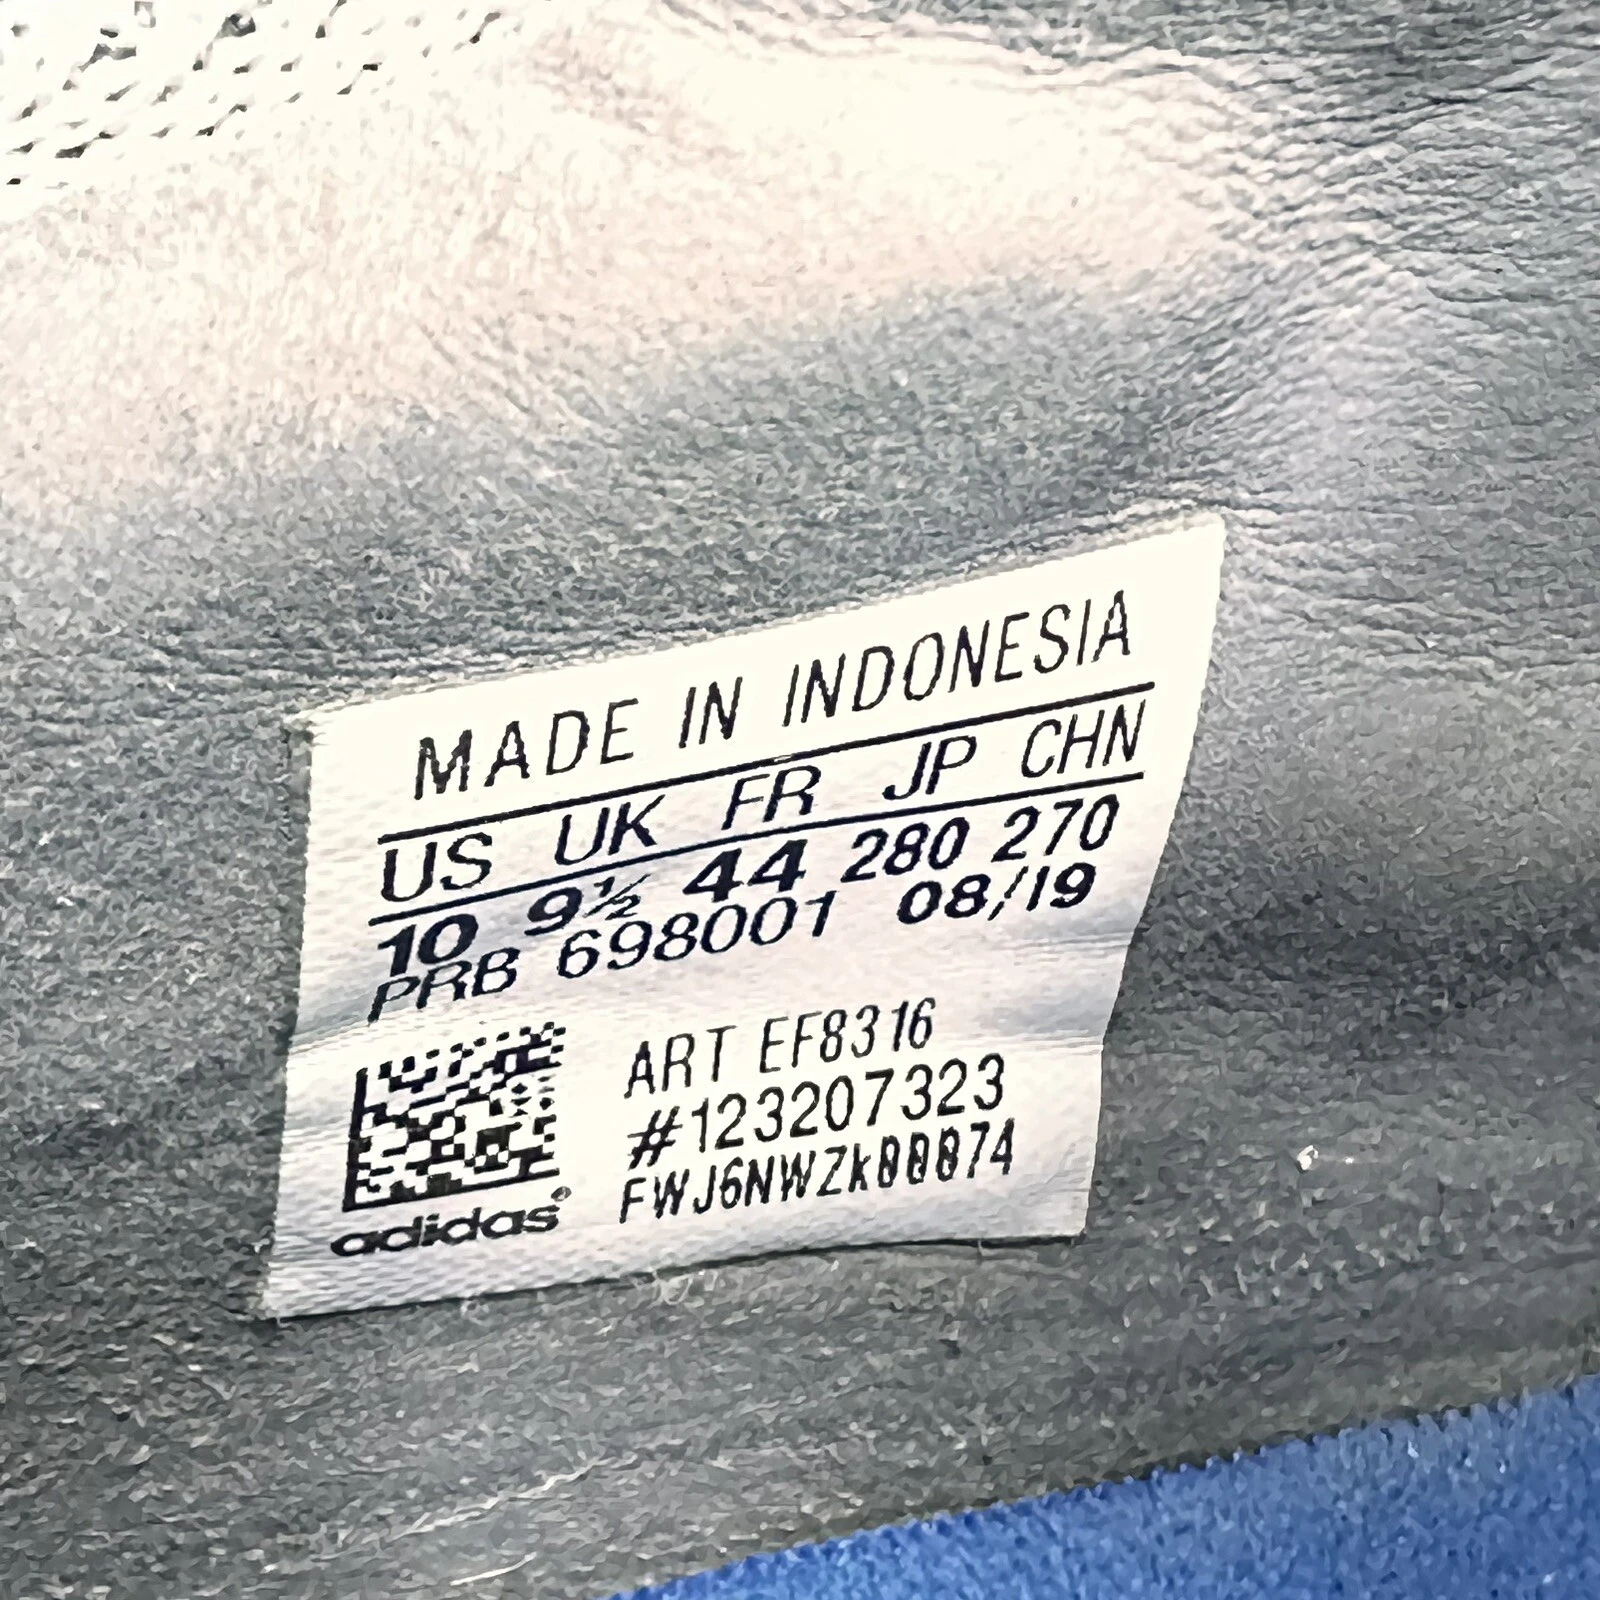 MADE IN INDONESIA
US UK FR JP CHN
10 9½ 44 280 270
PRB 698001 08/19
ART EF8316
#123207323
FWJ6NWZk00074
adidas®